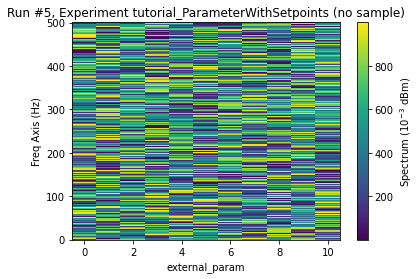 Run #5, Experiment tutorial_ParameterWithSetpoints (no sample)
500
400
300
200
100
0
Freq Axis (Hz)
0 2 4 6 8 10
external_param
800
600
400
200
Spectrum (10⁻³ dBm)